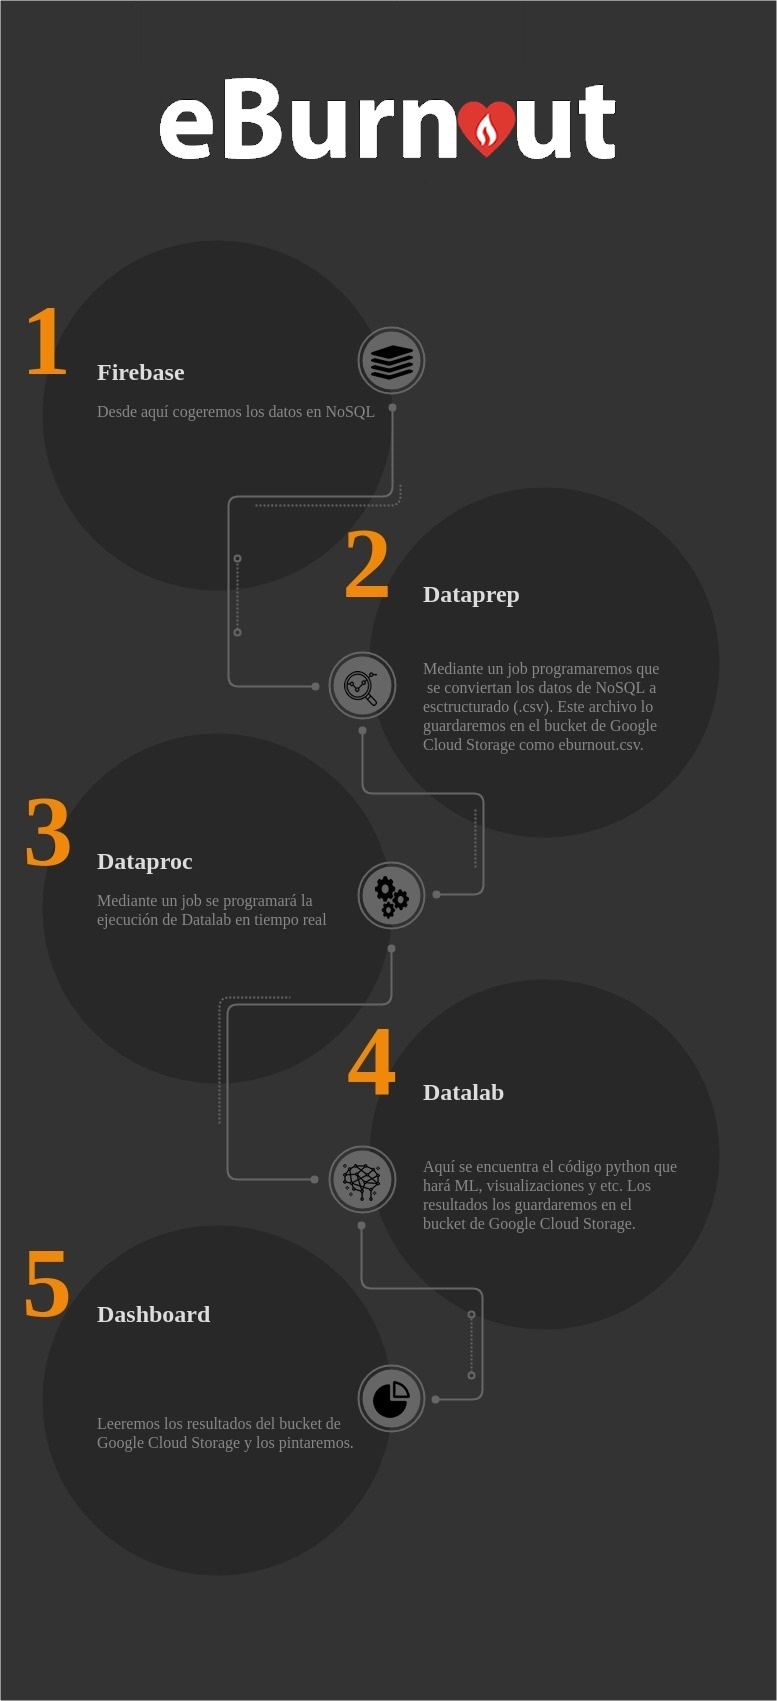 eBurnout
1
Firebase
Desde aquí cogeremos los datos en NoSQL
2
Dataprep
Mediante un job programaremos que
se conviertan los datos de NoSQL a
esctructurado (.csv). Este archivo lo
guardaremos en el bucket de Google
Cloud Storage como eburnout.csv.
3
Dataproc
Mediante un job se programará la
ejecución de Datalab en tiempo real
4
Datalab
Aquí se encuentra el código python que
hará ML, visualizaciones y etc. Los
resultados los guardaremos en el
bucket de Google Cloud Storage.
5
Dashboard
Leeremos los resultados del bucket de
Google Cloud Storage y los pintaremos.